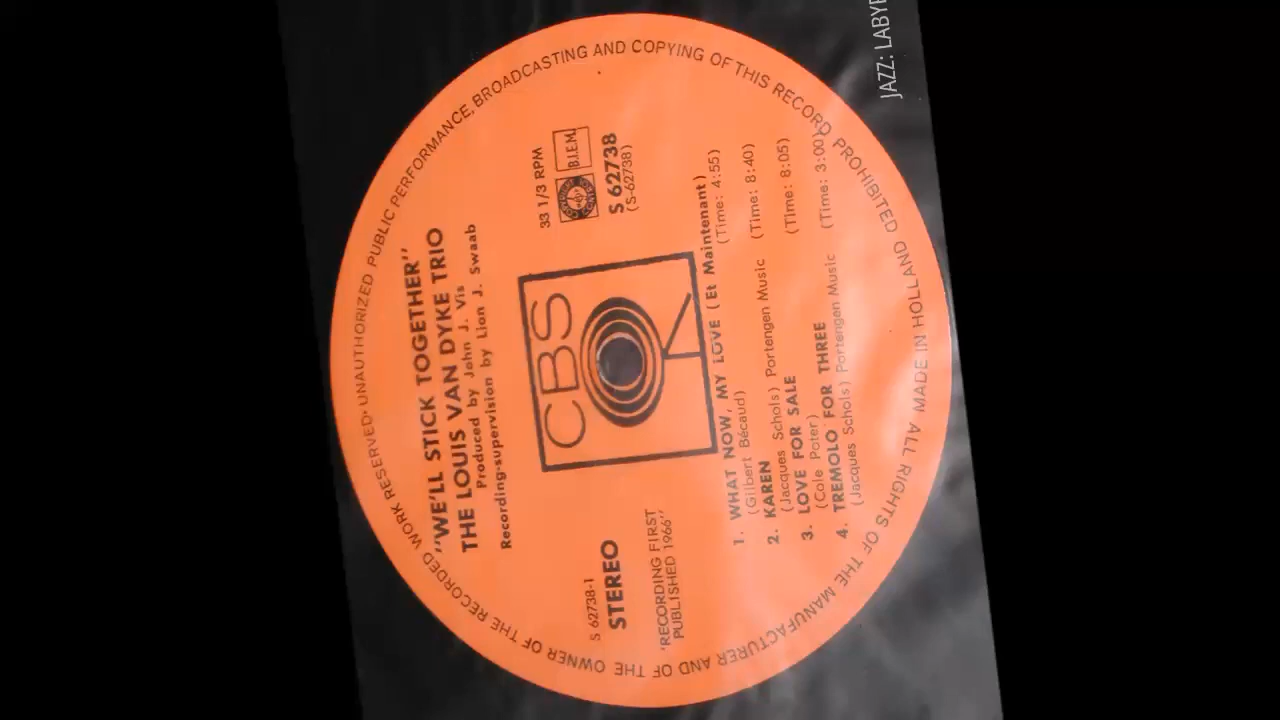 ALL RIGHTS OF THE MANUFACTURER AND OF THE OWNER OF THE RECORDED WORK RESERVED· UNAUTHORIZED PUBLIC PERFORMANCE, BROADCASTING AND COPYING OF THIS RECORD PROHIBITED
MADE IN HOLLAND
"WE'LL STICK TOGETHER"
THE LOUIS VAN DYKE TRIO
Produced by John J. Vis
Recording-supervision by Lion J. Swaab
S 62738-1
STEREO
"RECORDING FIRST
PUBLISHED 1966"
CBS
33 1/3 RPM
B.I.E.M.
S 62738
(S-62738)
1. WHAT NOW, MY LOVE (Et Maintenant)
(Gilbert Bécaud) (Time: 4:55)
2. KAREN (Time: 8:40)
(Jacques Schols) Portengen Music
3. LOVE FOR SALE (Time: 8:05)
(Cole Poter)
4. TREMOLO FOR THREE (Time: 3:00)
(Jacques Schols) Portengen Music
JAZZ: